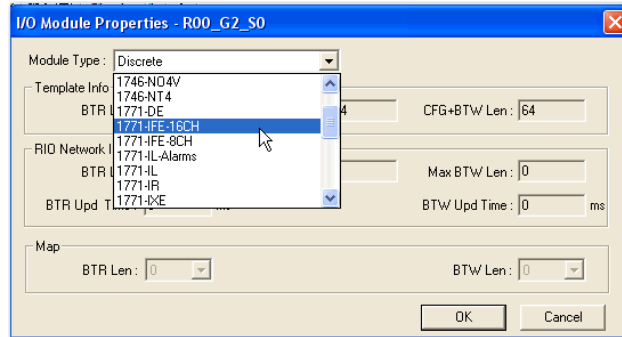 I/O Module Properties - R00_G2_S0
Module Type : Discrete
1746-NO4V
1746-NT4
1771-DE
1771-IFE-16CH
1771-IFE-8CH
1771-IL-Alarms
1771-IL
1771-IR
1771-IXE
Template Info
BTR 4 CFG+BTW Len : 64
RIO Network I
BTR Max BTW Len : 0
BTR Upd ms BTW Upd Time : 0 ms
Map
BTR Len : 0 BTW Len : 0
OK Cancel